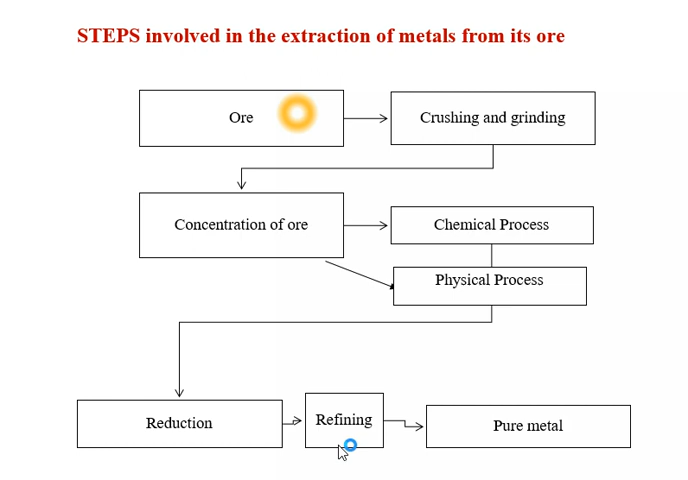 STEPS involved in the extraction of metals from its ore
Ore
Crushing and grinding
Concentration of ore
Chemical Process
Physical Process
Reduction
Refining
Pure metal